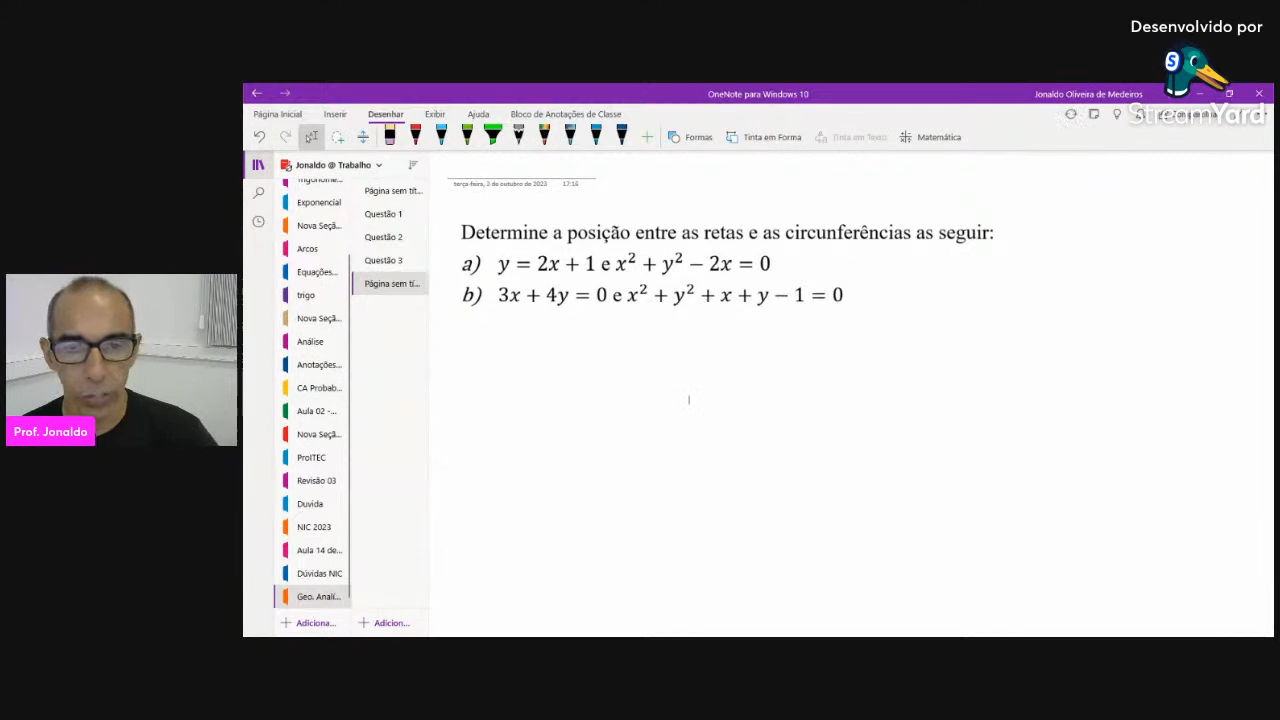 Desenvolvido por
StreamYard
OneNote para Windows 10
Jonaldo Oliveira de Medeiros
Página Inicial Inserir Desenhar Exibir Ajuda Bloco de Anotações de Classe
Formas Tinta em Forma Tinta em Texto Matemática
Jonaldo @ Trabalho
Exponencial
Nova Seçã...
Arcos
Equações...
trigo
Nova Seçã...
Análise
Anotações...
CA Probab...
Aula 02 -...
Nova Seçã...
ProITEC
Revisão 03
Duvida
NIC 2023
Aula 14 de...
Dúvidas NIC
Geo. Analí...
Adiciona...
Página sem tít...
Questão 1
Questão 2
Questão 3
Página sem tí...
Adicion...
terça-feira, 3 de outubro de 2023 17:16
Determine a posição entre as retas e as circunferências as seguir:
a) y = 2x + 1 e x² + y² − 2x = 0
b) 3x + 4y = 0 e x² + y² + x + y − 1 = 0
Prof. Jonaldo